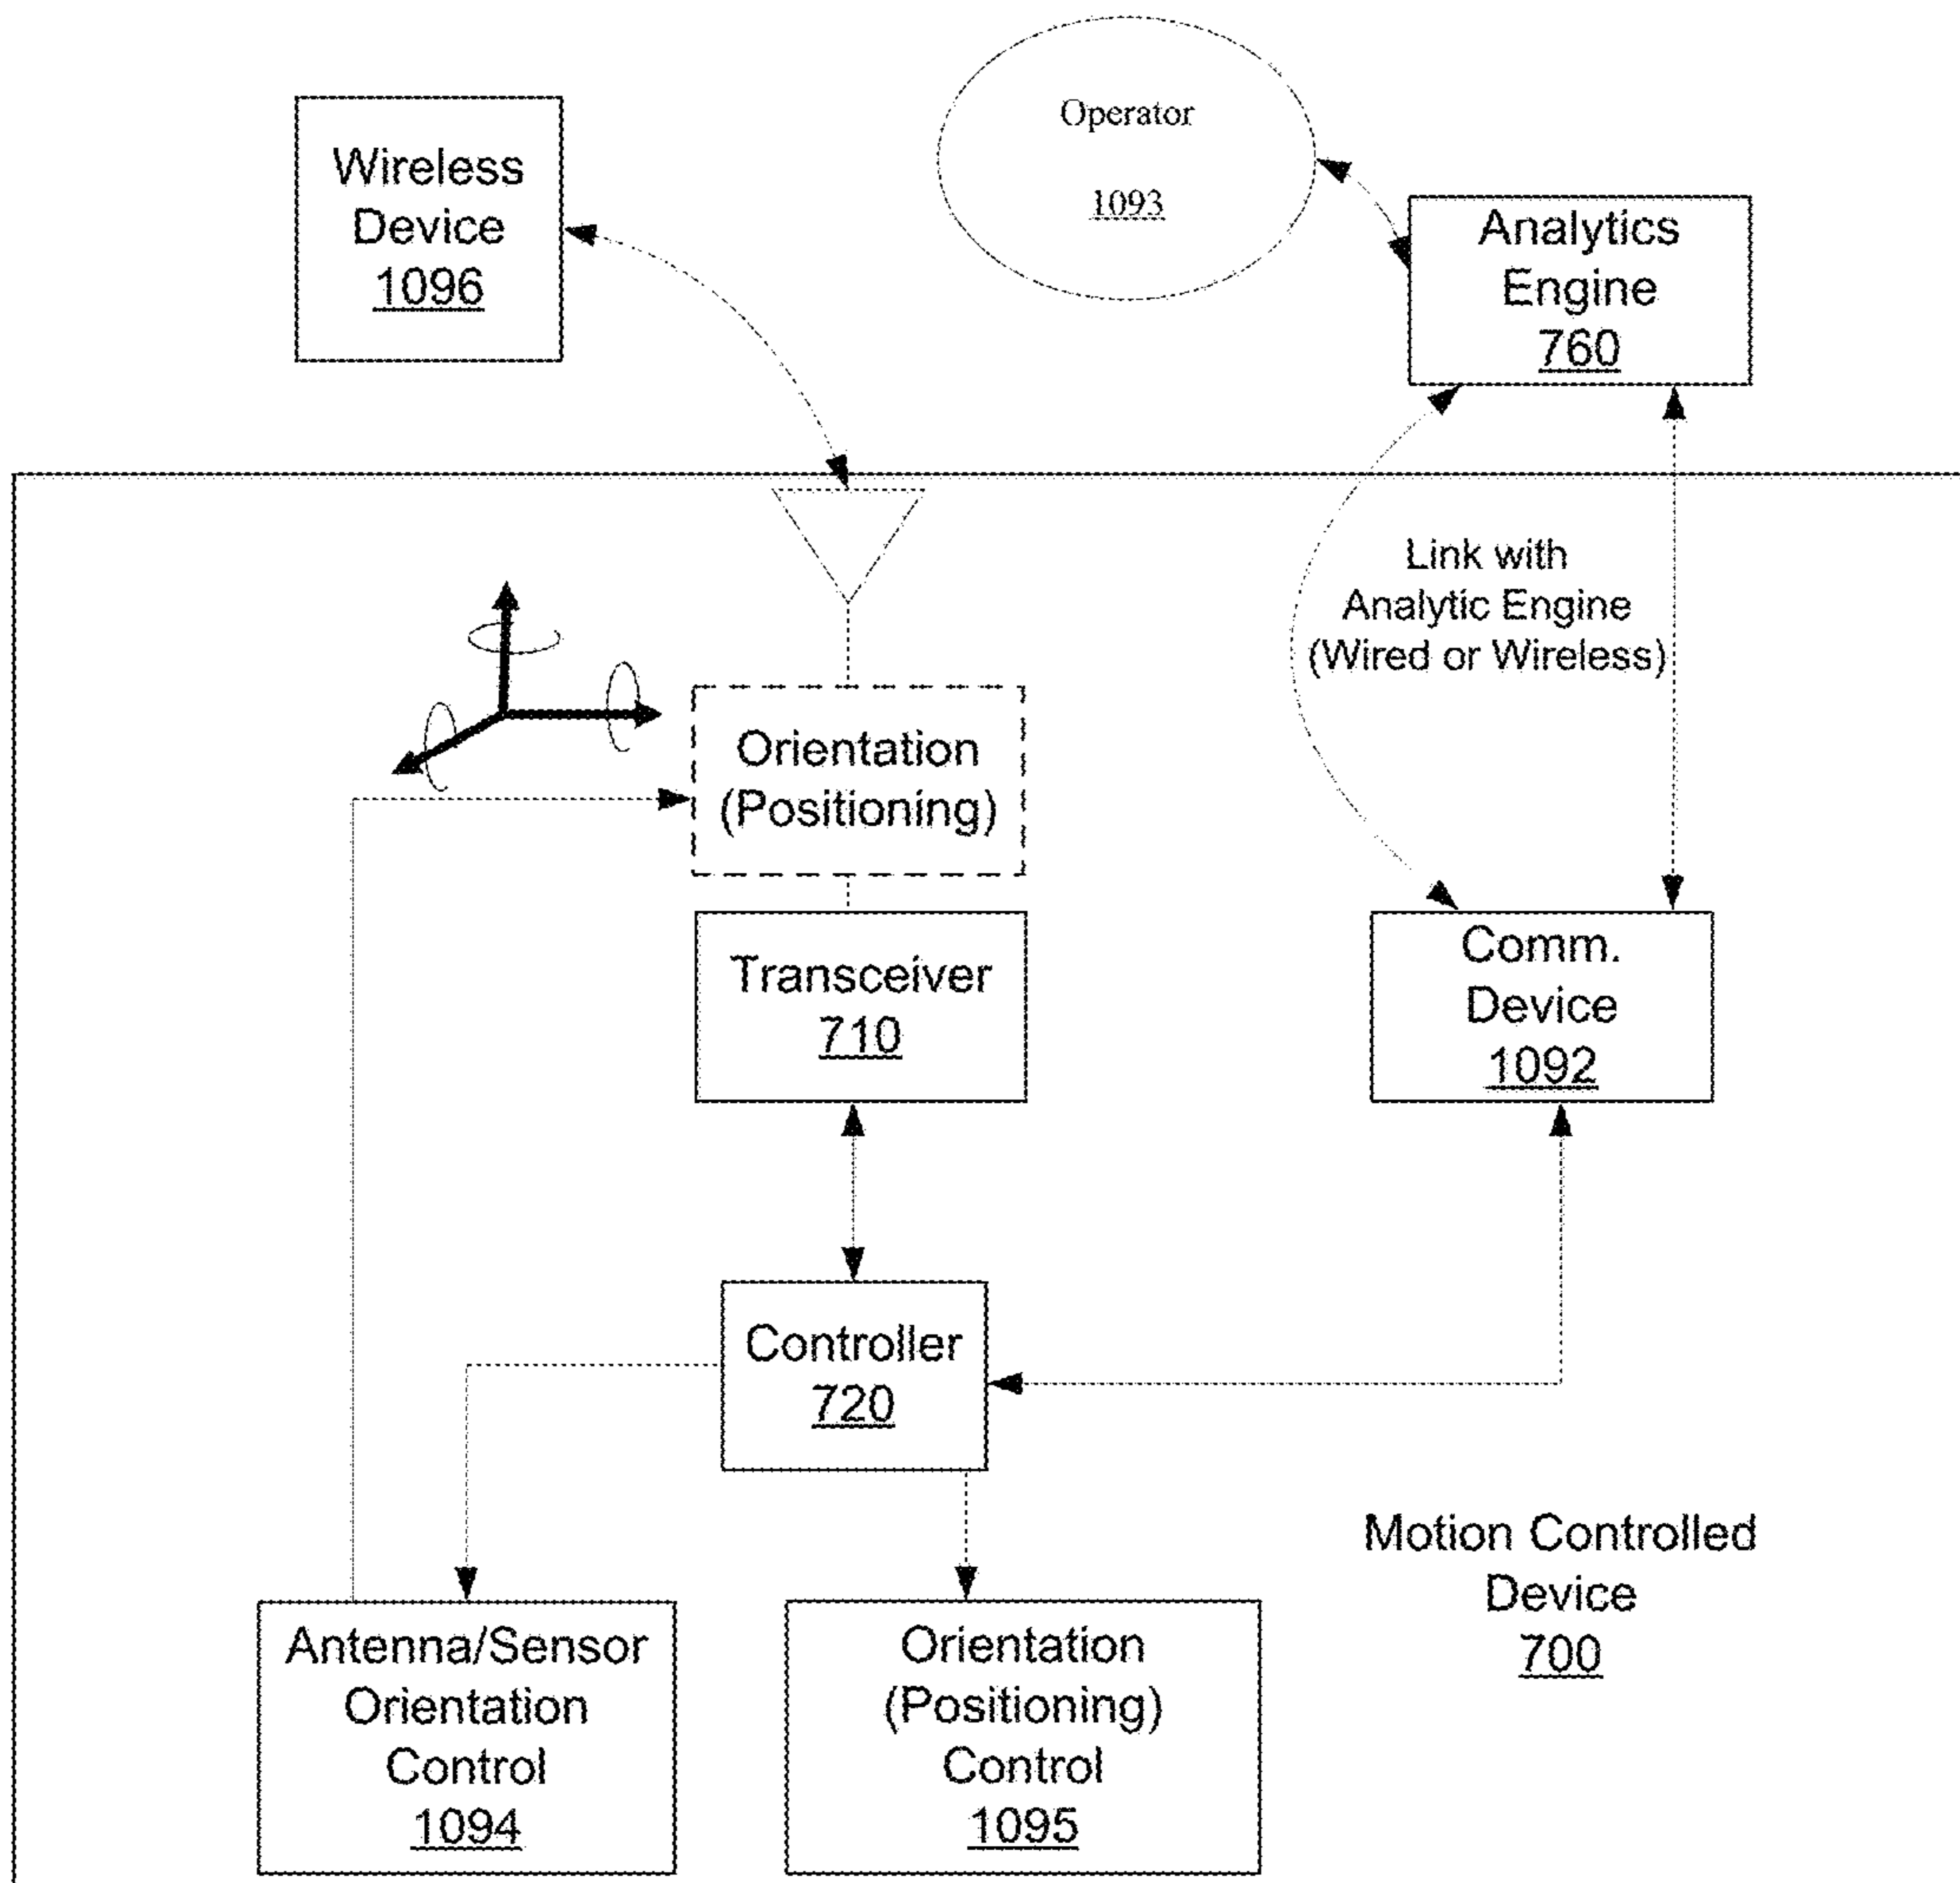 Operator
1093
Wireless
Device
1096
Analytics
Engine
760
Link with
Analytic Engine
(Wired or Wireless)
Orientation
(Positioning)
Transceiver
710
Comm.
Device
1092
Controller
720
Motion Controlled
Device
700
Antenna/Sensor
Orientation
Control
1094
Orientation
(Positioning)
Control
1095